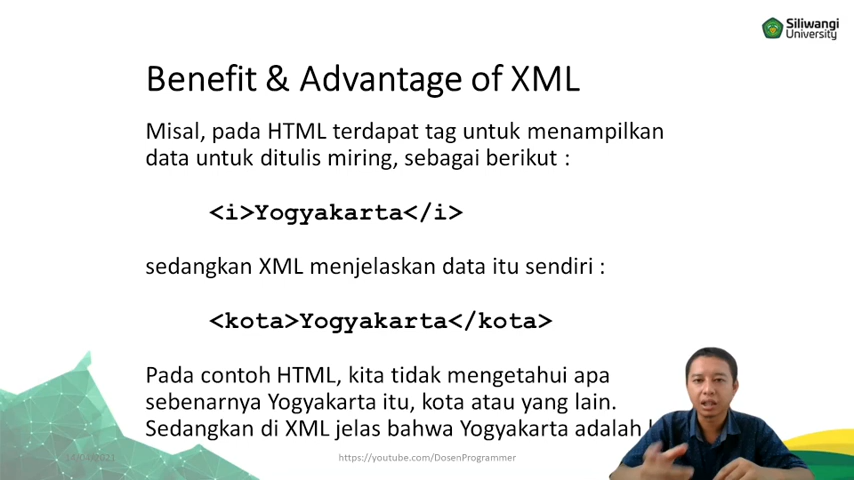 Siliwangi
University
Benefit & Advantage of XML
Misal, pada HTML terdapat tag untuk menampilkan
data untuk ditulis miring, sebagai berikut :
<i>Yogyakarta</i>
sedangkan XML menjelaskan data itu sendiri :
<kota>Yogyakarta</kota>
Pada contoh HTML, kita tidak mengetahui apa
sebenarnya Yogyakarta itu, kota atau yang lain.
Sedangkan di XML jelas bahwa Yogyakarta adalah
https://youtube.com/DosenProgrammer